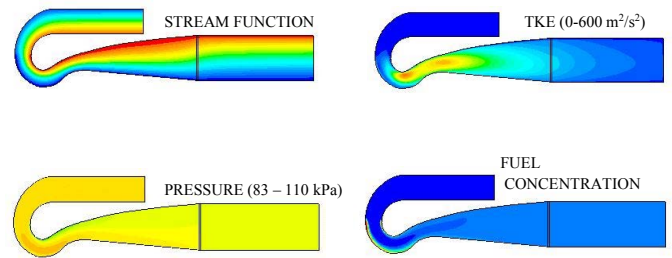 STREAM FUNCTION
TKE (0-600 m²/s²)
PRESSURE (83 – 110 kPa)
FUEL
CONCENTRATION